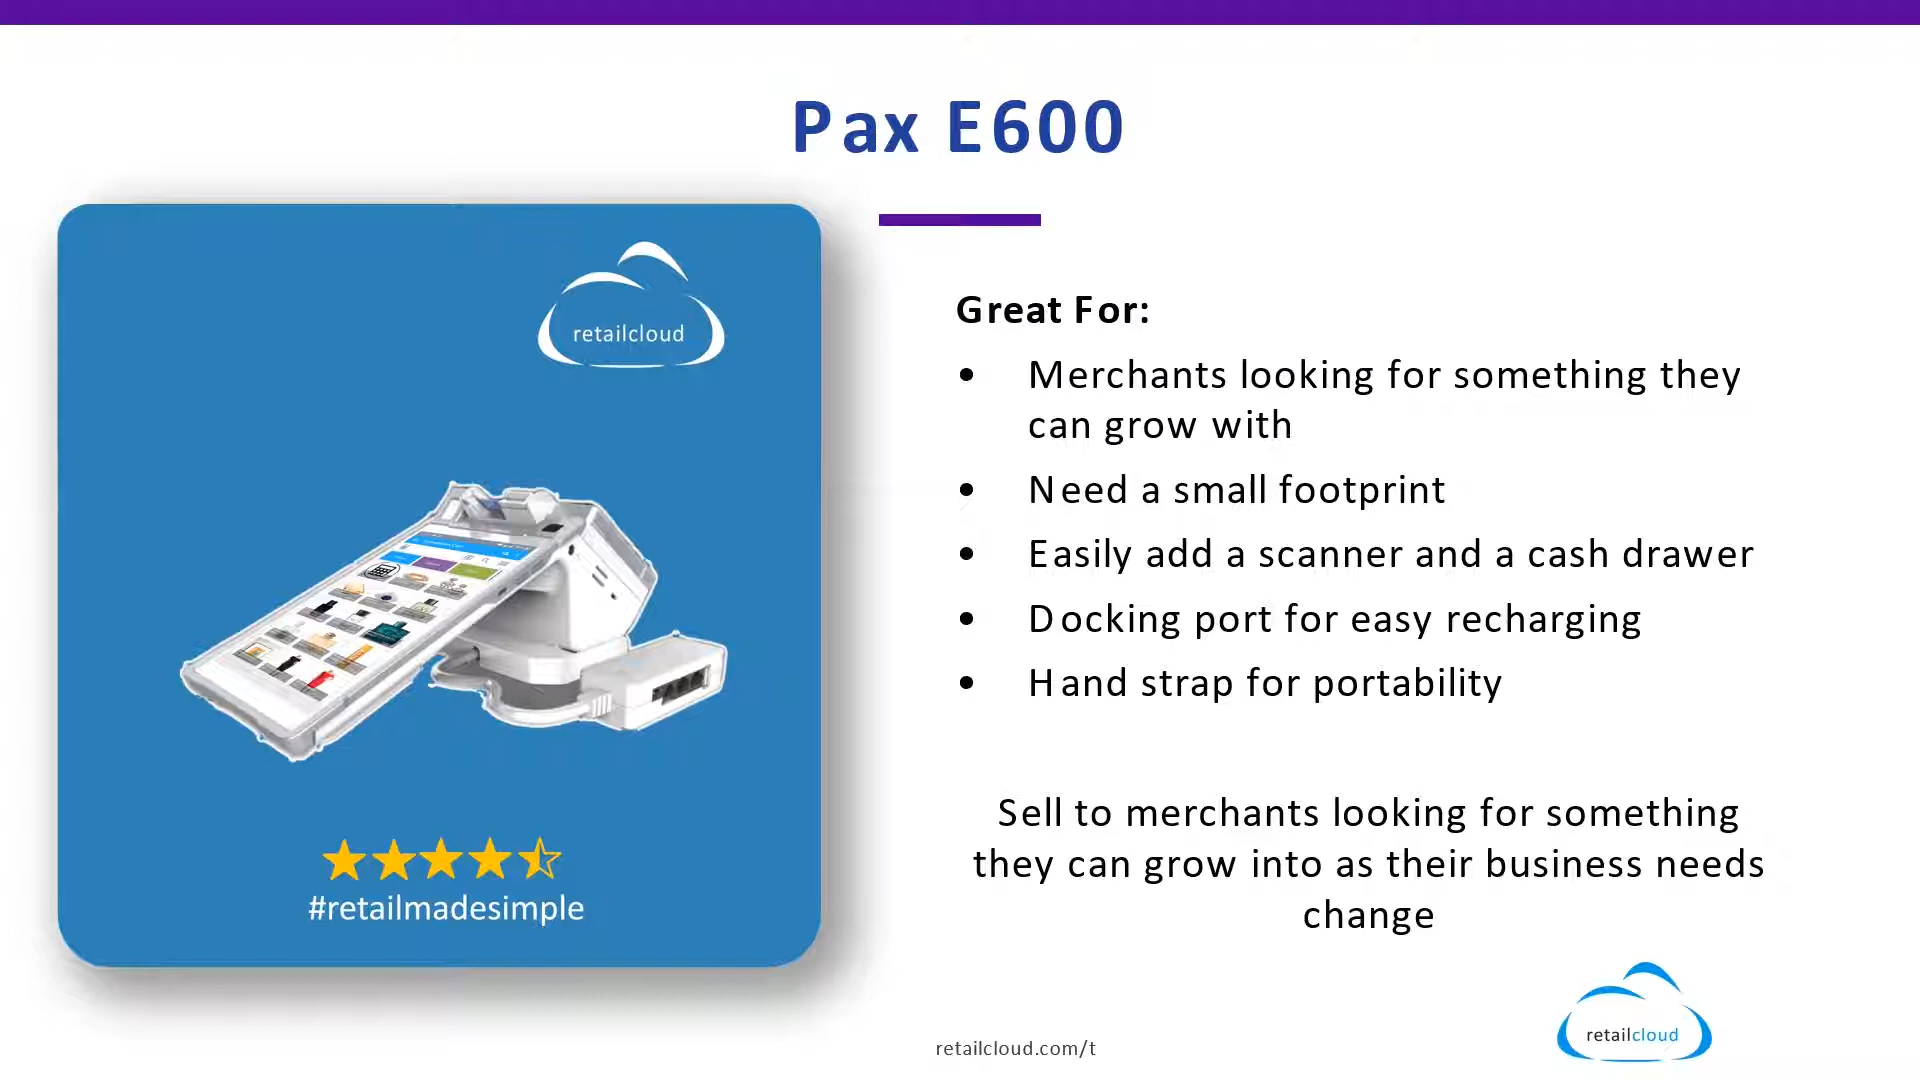 Pax E600
retailcloud
Great For:
• Merchants looking for something they
can grow with
• Need a small footprint
• Easily add a scanner and a cash drawer
• Docking port for easy recharging
• Hand strap for portability
Sell to merchants looking for something
they can grow into as their business needs
change
#retailmadesimple
retailcloud.com/t
retailcloud